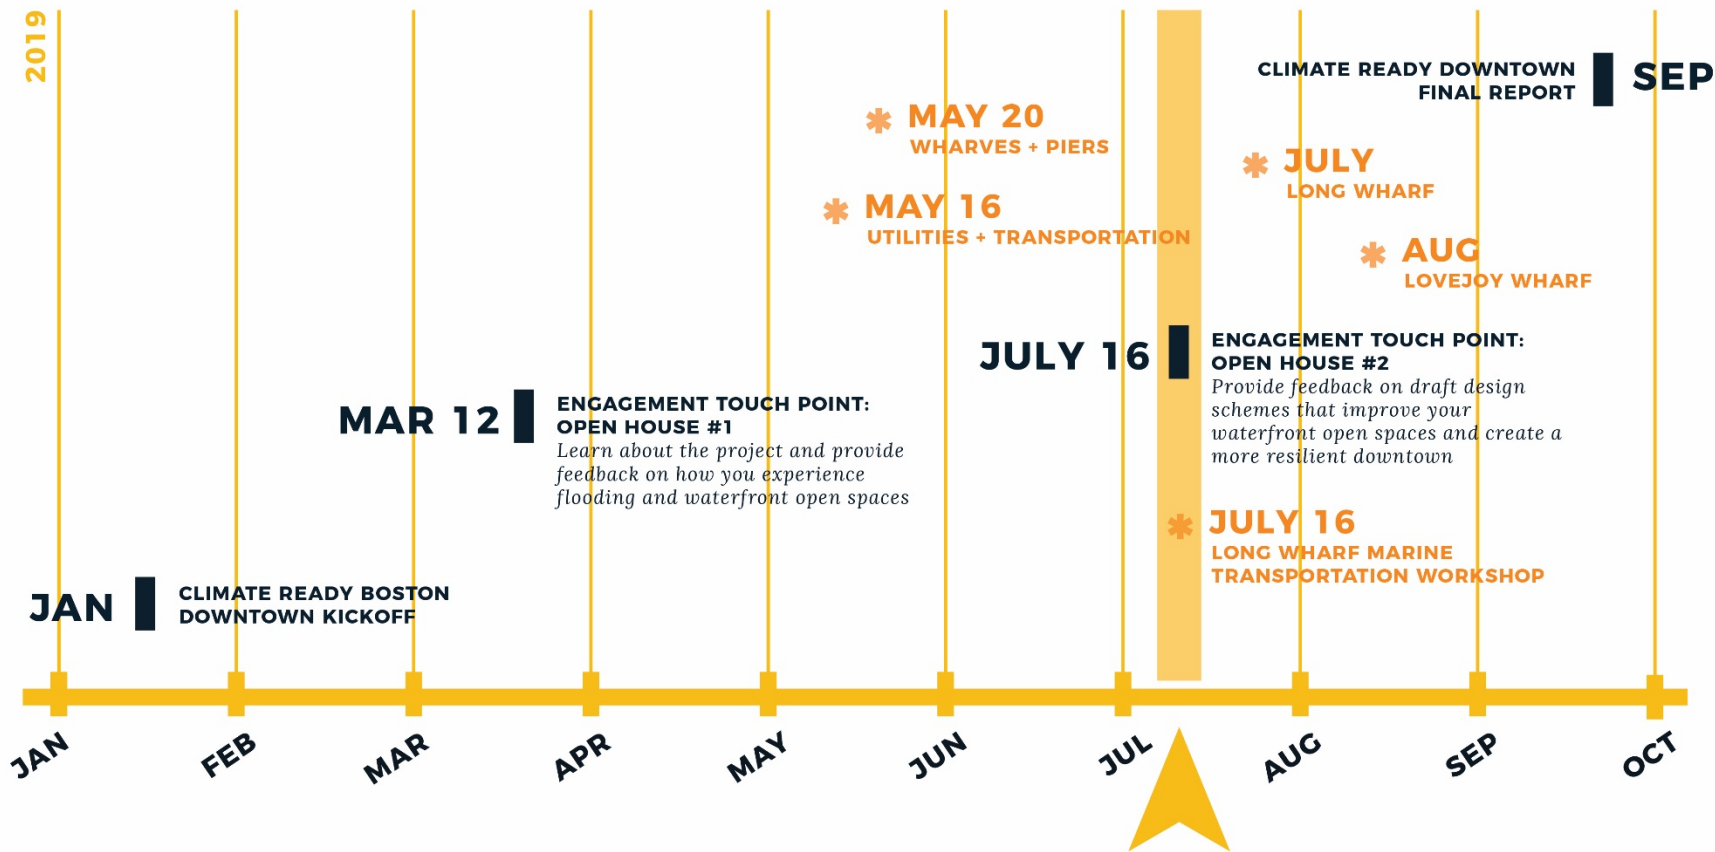 2019
CLIMATE READY DOWNTOWN
FINAL REPORT
SEP
MAY 20
WHARVES + PIERS
JULY
LONG WHARF
MAY 16
UTILITIES + TRANSPORTATION
AUG
LOVEJOY WHARF
JULY 16
ENGAGEMENT TOUCH POINT:
OPEN HOUSE #2
Provide feedback on draft design
schemes that improve your
waterfront open spaces and create a
more resilient downtown
MAR 12
ENGAGEMENT TOUCH POINT:
OPEN HOUSE #1
Learn about the project and provide
feedback on how you experience
flooding and waterfront open spaces
JULY 16
LONG WHARF MARINE
TRANSPORTATION WORKSHOP
JAN
CLIMATE READY BOSTON
DOWNTOWN KICKOFF
JAN
FEB
MAR
APR
MAY
JUN
JUL
AUG
SEP
OCT